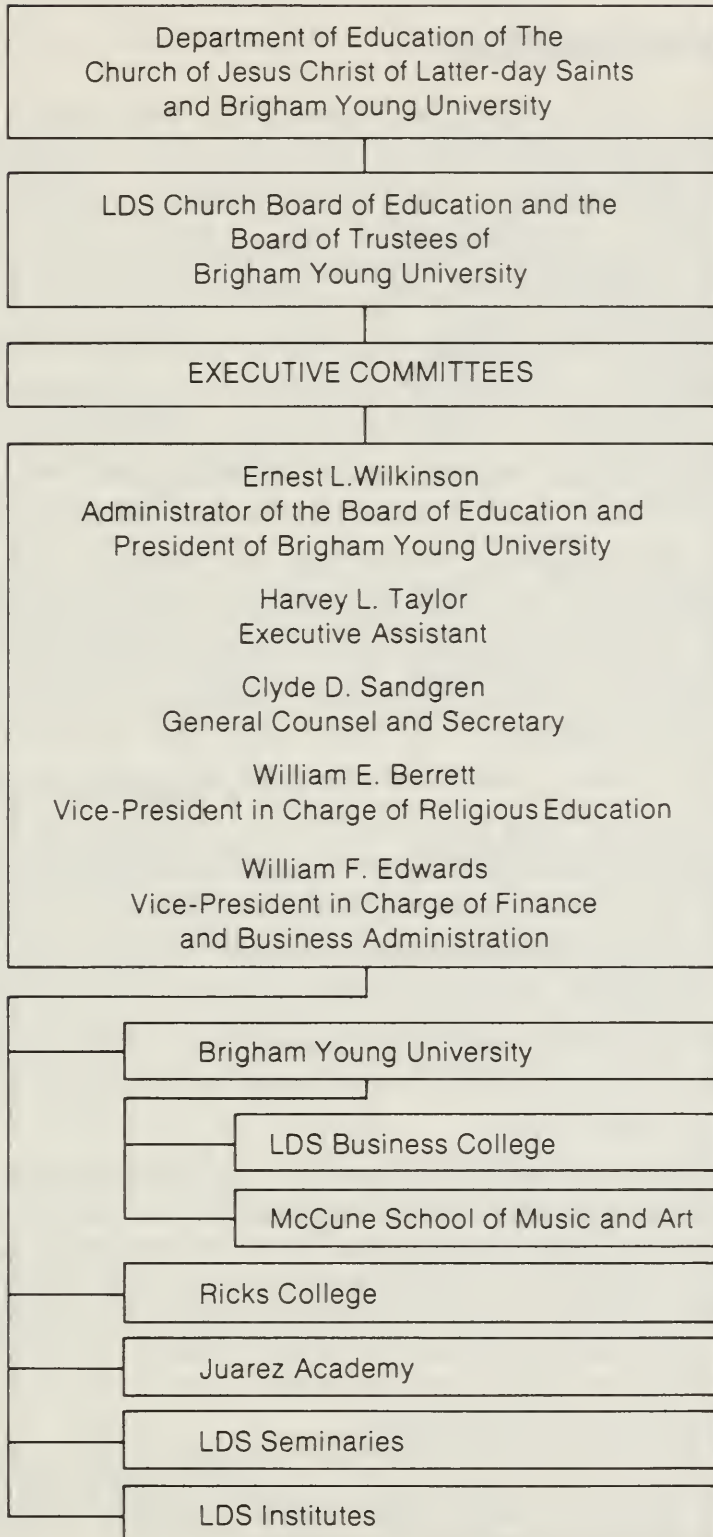 Department of Education of The
Church of Jesus Christ of Latter-day Saints
and Brigham Young University
LDS Church Board of Education and the
Board of Trustees of
Brigham Young University
EXECUTIVE COMMITTEES
Ernest L.Wilkinson
Administrator of the Board of Education and
President of Brigham Young University
Harvey L. Taylor
Executive Assistant
Clyde D. Sandgren
General Counsel and Secretary
William E. Berrett
Vice-President in Charge of Religious Education
William F. Edwards
Vice-President in Charge of Finance
and Business Administration
Brigham Young University
LDS Business College
McCune School of Music and Art
Ricks College
Juarez Academy
LDS Seminaries
LDS Institutes